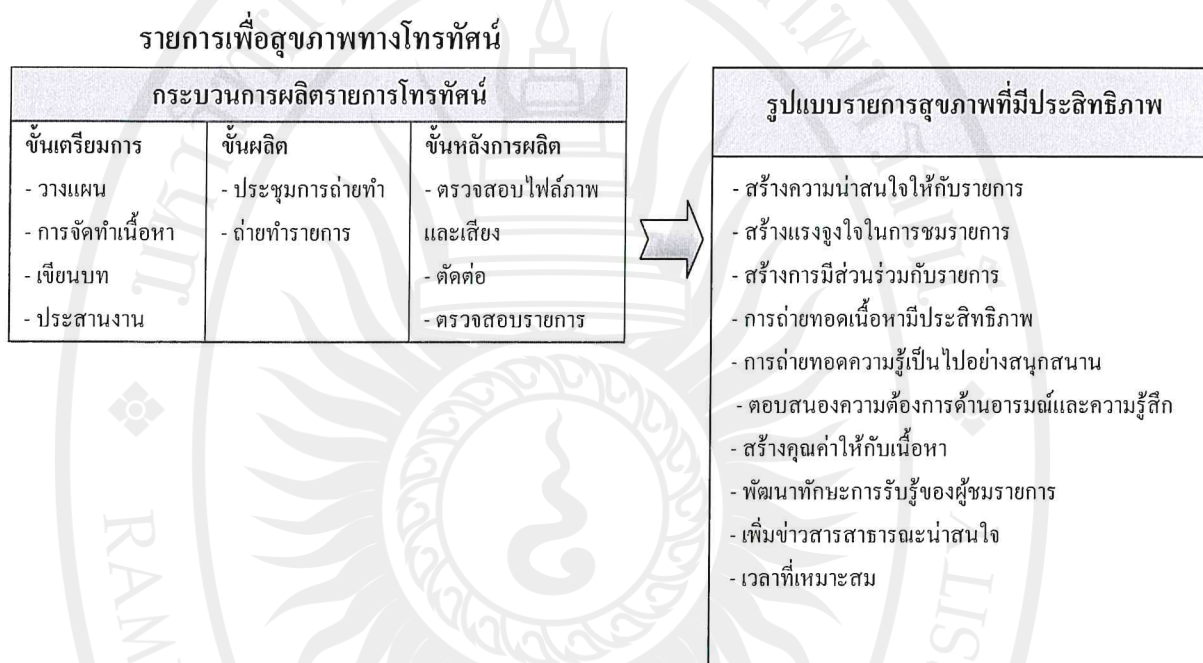 รายการเพื่อสุขภาพทางโทรทัศน์
กระบวนการผลิตรายการโทรทัศน์
ขั้นเตรียมการ
- วางแผน
- การจัดทำเนื้อหา
- เขียนบท
- ประสานงาน
ขั้นผลิต
- ประชุมการถ่ายทำ
- ถ่ายทำรายการ
ขั้นหลังการผลิต
- ตรวจสอบไฟล์ภาพ
และเสียง
- ตัดต่อ
- ตรวจสอบรายการ
รูปแบบรายการสุขภาพที่มีประสิทธิภาพ
- สร้างความน่าสนใจให้กับรายการ
- สร้างแรงจูงใจในการชมรายการ
- สร้างการมีส่วนร่วมกับรายการ
- การถ่ายทอดเนื้อหามีประสิทธิภาพ
- การถ่ายทอดความรู้เป็นไปอย่างสนุกสนาน
- ตอบสนองความต้องการด้านอารมณ์และความรู้สึก
- สร้างคุณค่าให้กับเนื้อหา
- พัฒนาทักษะการรับรู้ของผู้ชมรายการ
- เพิ่มข่าวสารสาธารณะน่าสนใจ
- เวลาที่เหมาะสม